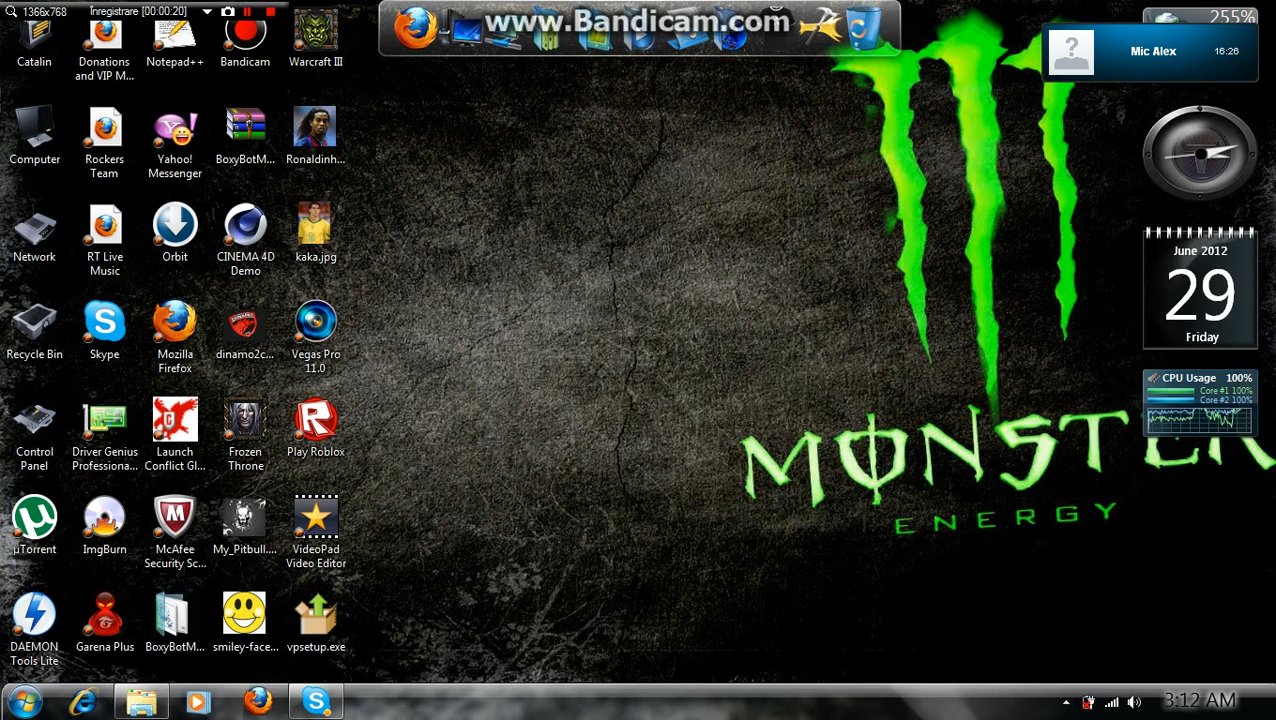 1366x768 Înregistrare [00:00:20]
www.Bandicam.com
255%
Mic Alex 16:26
Catalin
Donations
and VIP M...
Notepad++
Bandicam
Warcraft III
Computer
Rockers
Team
Yahoo!
Messenger
BoxyBotM...
Ronaldinh...
Network
RT Live
Music
Orbit
CINEMA 4D
Demo
kaka.jpg
June 2012
29
Friday
Recycle Bin
Skype
Mozilla
Firefox
dinamo2c...
Vegas Pro
11.0
CPU Usage 100%
Core #1 100%
Core #2 100%
Control
Panel
Driver Genius
Professiona...
Launch
Conflict Gl...
Frozen
Throne
Play Roblox
MONSTER
ENERGY
µTorrent
ImgBurn
McAfee
Security Sc...
My_Pitbull....
VideoPad
Video Editor
DAEMON
Tools Lite
Garena Plus
BoxyBotM...
smiley-face...
vpsetup.exe
3:12 AM